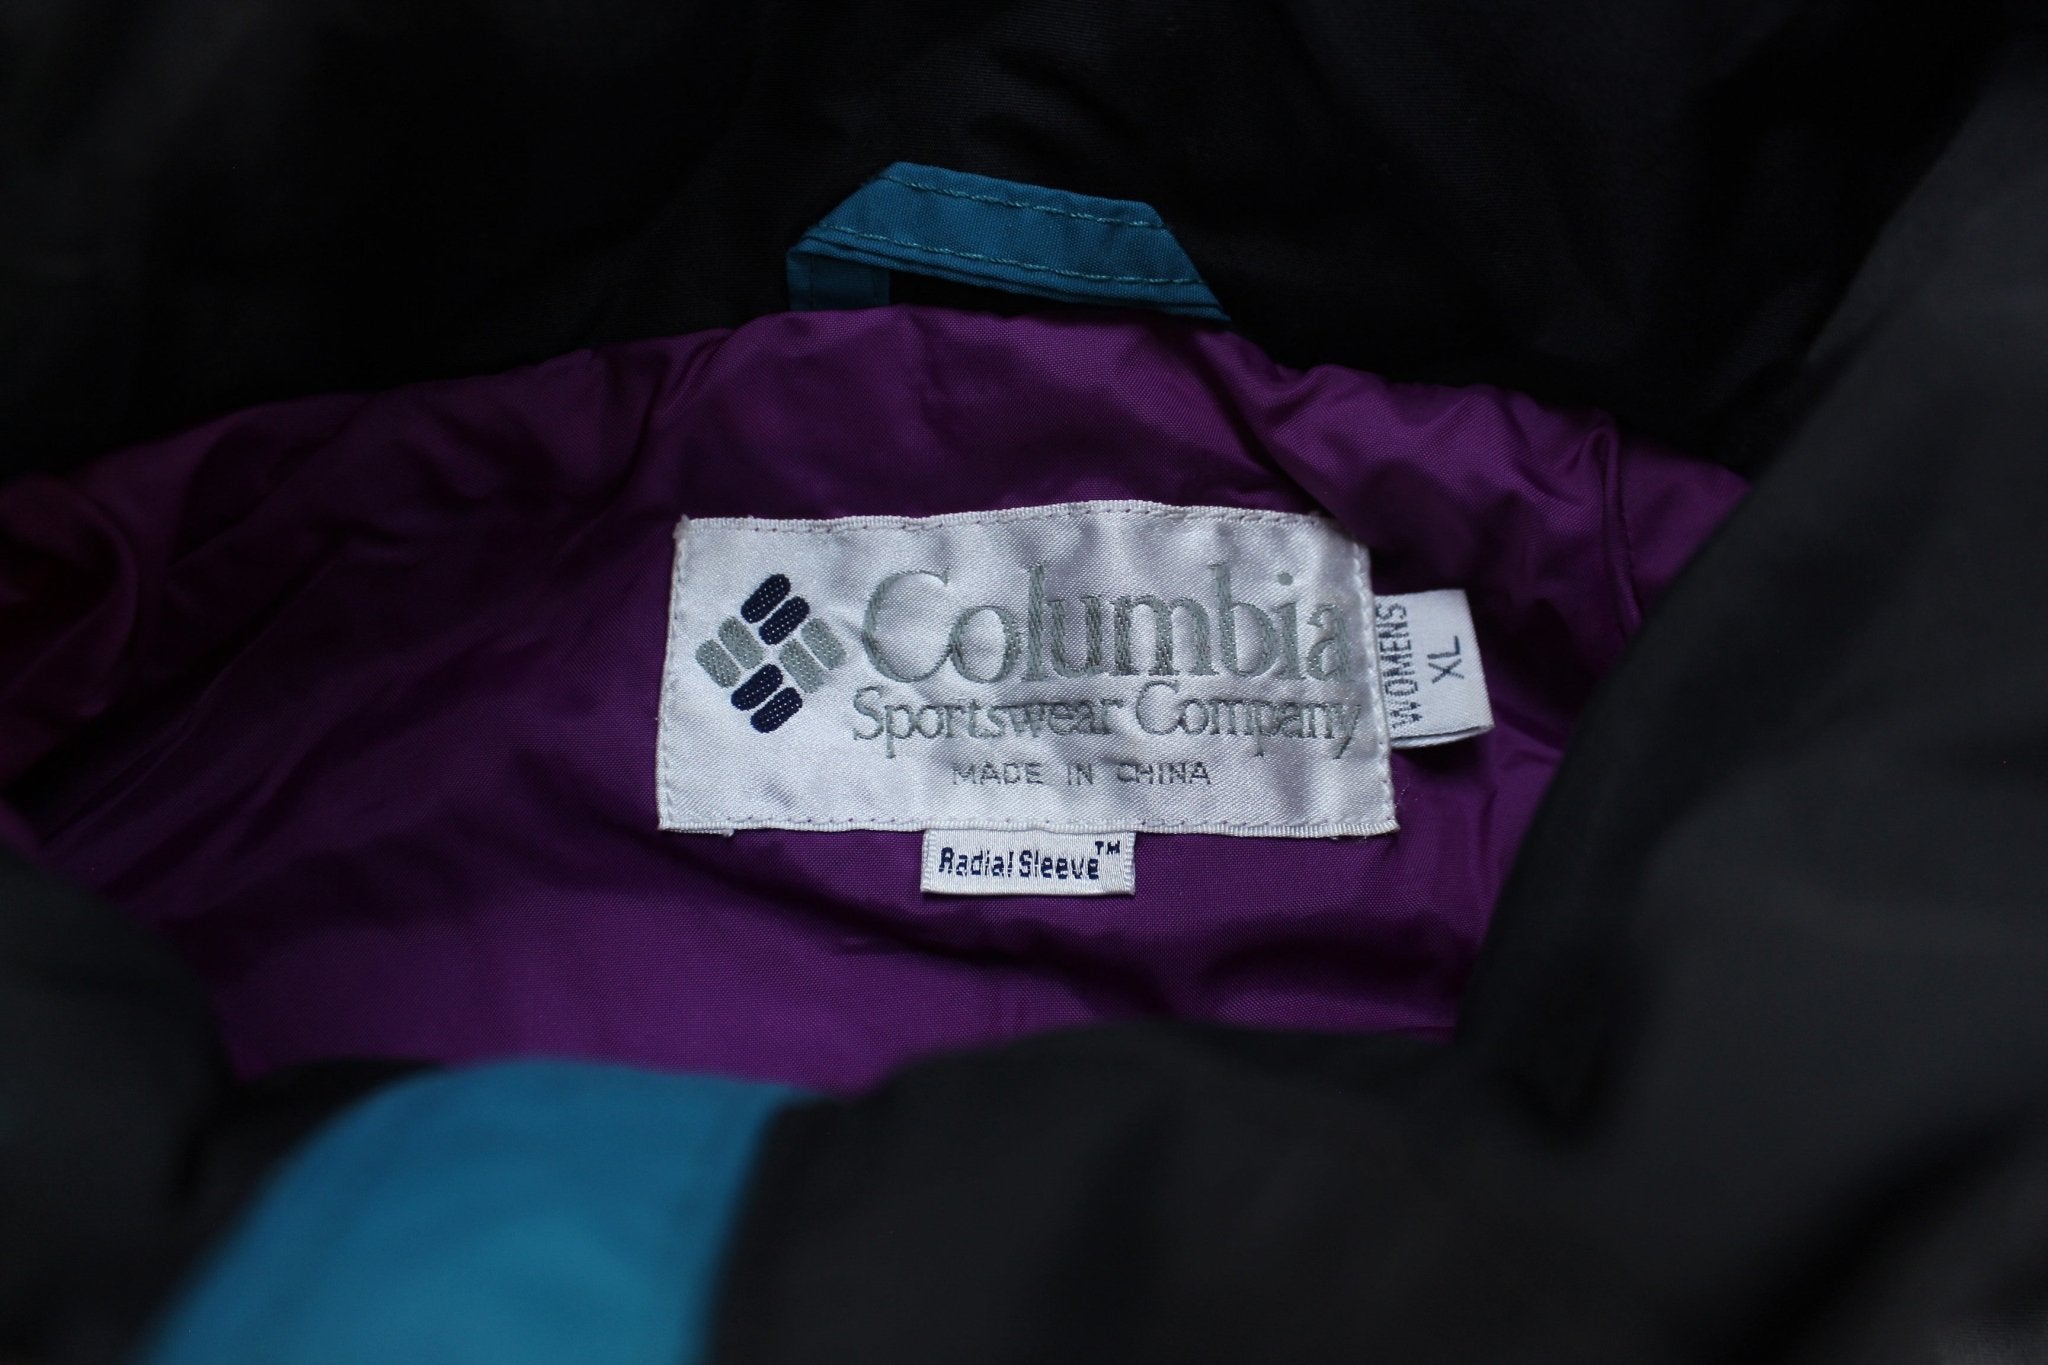 Columbia
Sportswear Company
MADE IN CHINA
Radial Sleeve™
WOMENS
XL